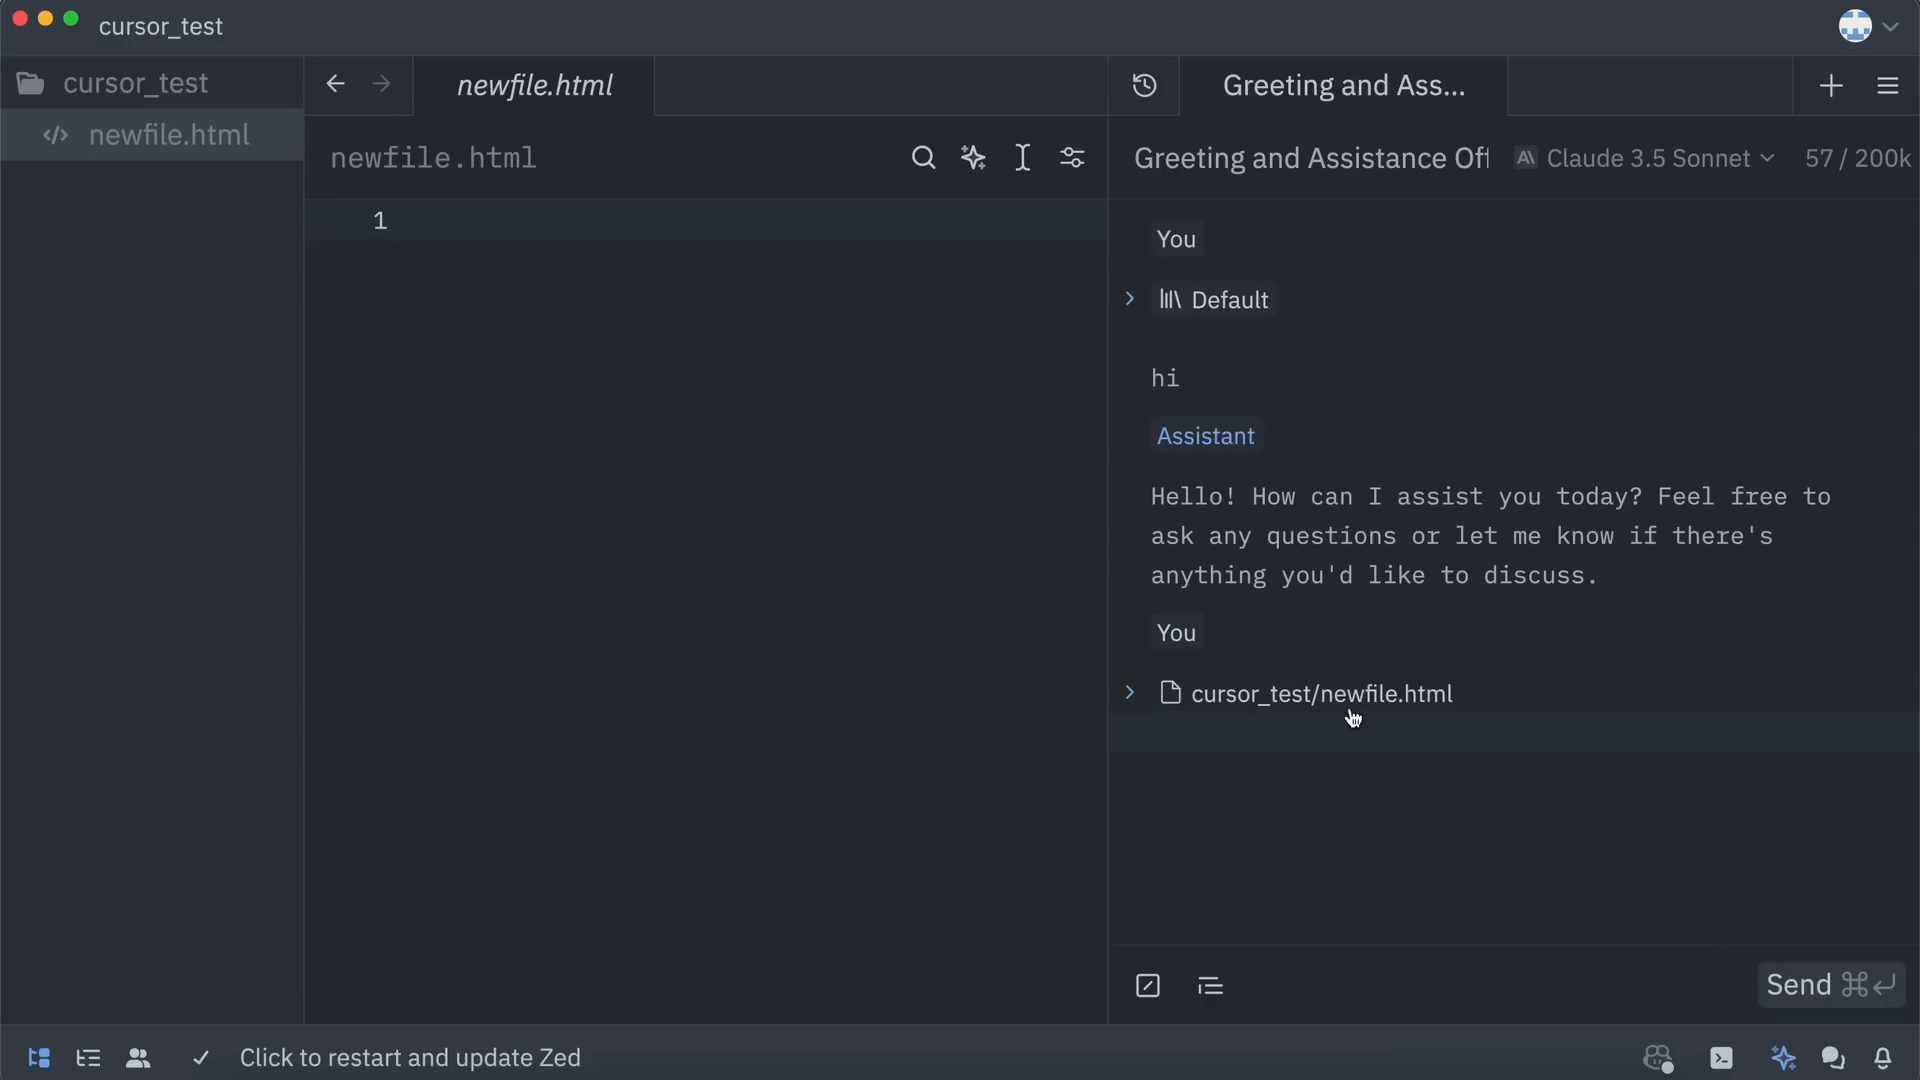 cursor_test
cursor_test
newfile.html
newfile.html
newfile.html
1
Greeting and Ass...
Greeting and Assistance Of
Claude 3.5 Sonnet
57 / 200k
You
Default
hi
Assistant
Hello! How can I assist you today? Feel free to
ask any questions or let me know if there's
anything you'd like to discuss.
You
cursor_test/newfile.html
Send ⌘↵
Click to restart and update Zed